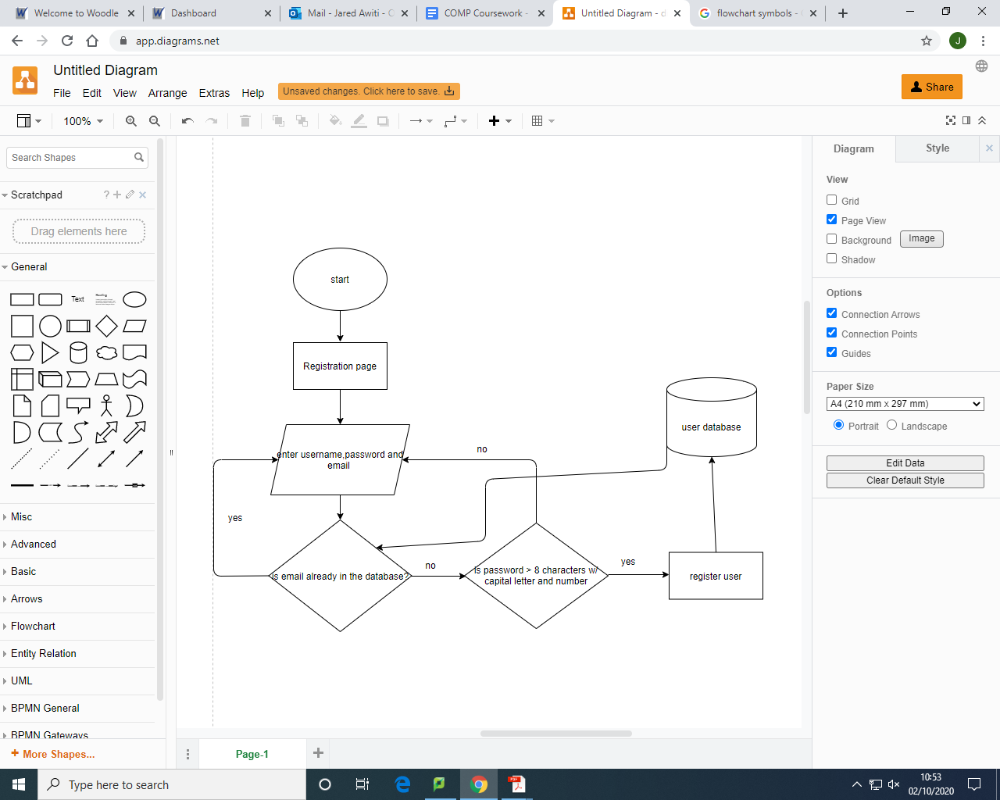 Welcome to Woodle
Dashboard
Mail - Jared Awiti - O
COMP Coursework -
Untitled Diagram - d
flowchart symbols -
app.diagrams.net
J
Untitled Diagram
File Edit View Arrange Extras Help
Unsaved changes. Click here to save.
Share
100%
Search Shapes
Scratchpad
?
Drag elements here
General
Text
Heading
Misc
Advanced
Basic
Arrows
Flowchart
Entity Relation
UML
BPMN General
BPMN Gateways
+ More Shapes...
start
Registration page
enter username,password and
email
no
yes
is email already in the database?
no
is password > 8 characters w/
capital letter and number
yes
register user
user database
Page-1
Diagram
Style
View
Grid
Page View
Background
Image
Shadow
Options
Connection Arrows
Connection Points
Guides
Paper Size
A4 (210 mm x 297 mm)
Portrait
Landscape
Edit Data
Clear Default Style
Type here to search
PDF
10:53
02/10/2020